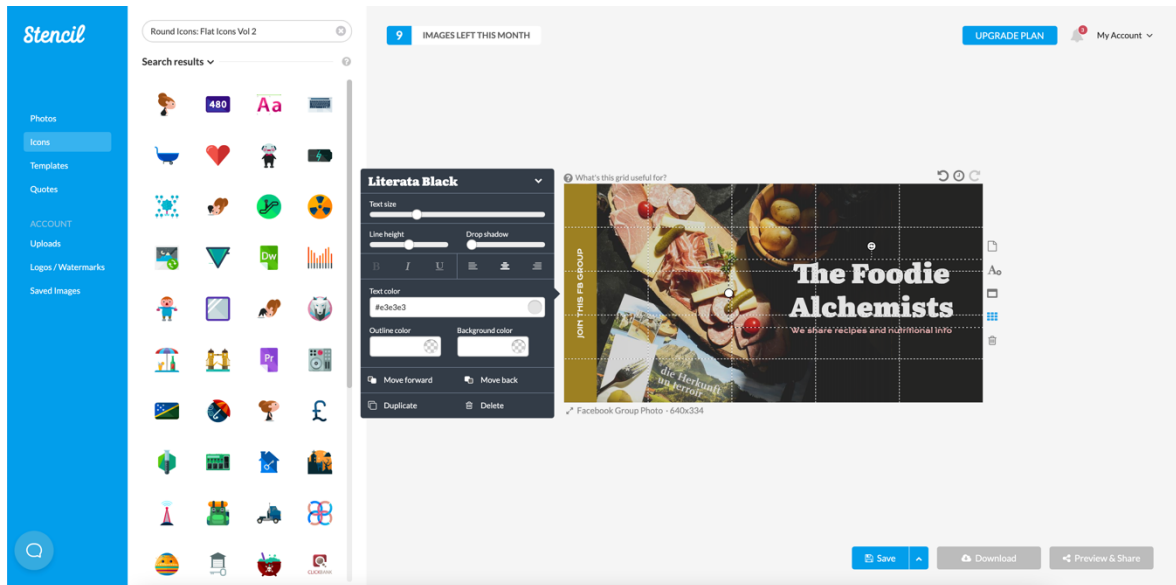 Stencil
Photos
Icons
Templates
Quotes
ACCOUNT
Uploads
Logos / Watermarks
Saved Images
Round Icons: Flat Icons Vol 2
Search results
480
Aa
Dw
Pr
£
CLICKBANK
9 IMAGES LEFT THIS MONTH
UPGRADE PLAN
My Account
Literata Black
Text size
Line height
Drop shadow
B I U
Text color
#e3e3e3
Outline color
Background color
Move forward
Move back
Duplicate
Delete
What's this grid useful for?
JOIN THIS FB GROUP
The Foodie
Alchemists
We share recipes and nutritional info
die Herkunft
un terroir
Facebook Group Photo - 640x334
Save
Download
Preview & Share